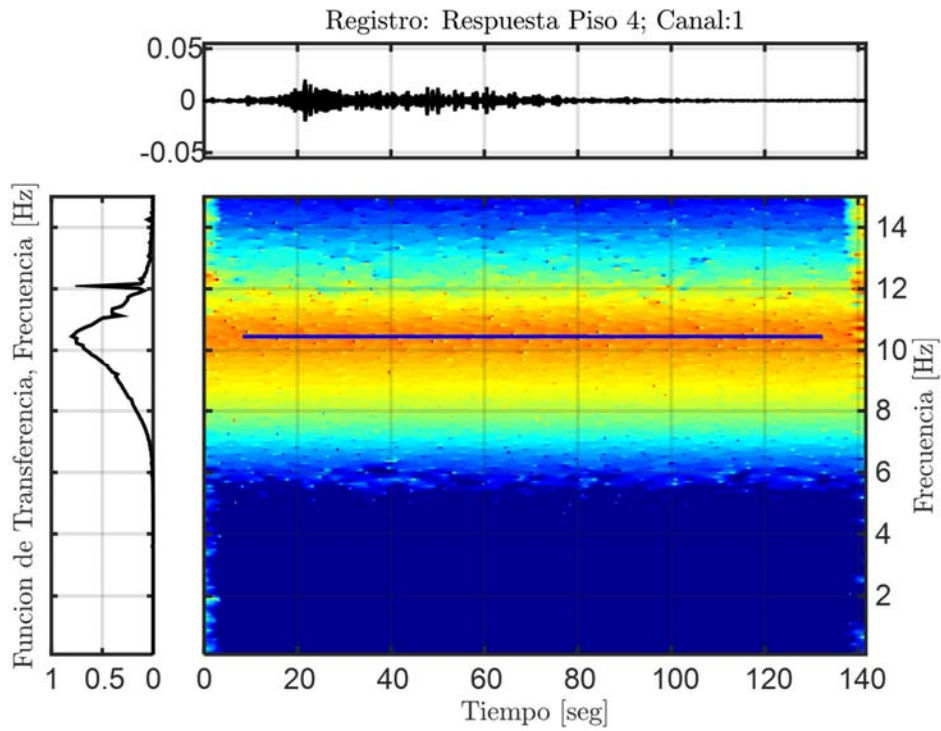 Registro: Respuesta Piso 4; Canal:1
0.05
0
-0.05
Funcion de Transferencia, Frecuencia [Hz]
14
12
10
8
6
4
2
Frecuencia [Hz]
1 0.5 0
0 20 40 60 80 100 120 140
Tiempo [seg]